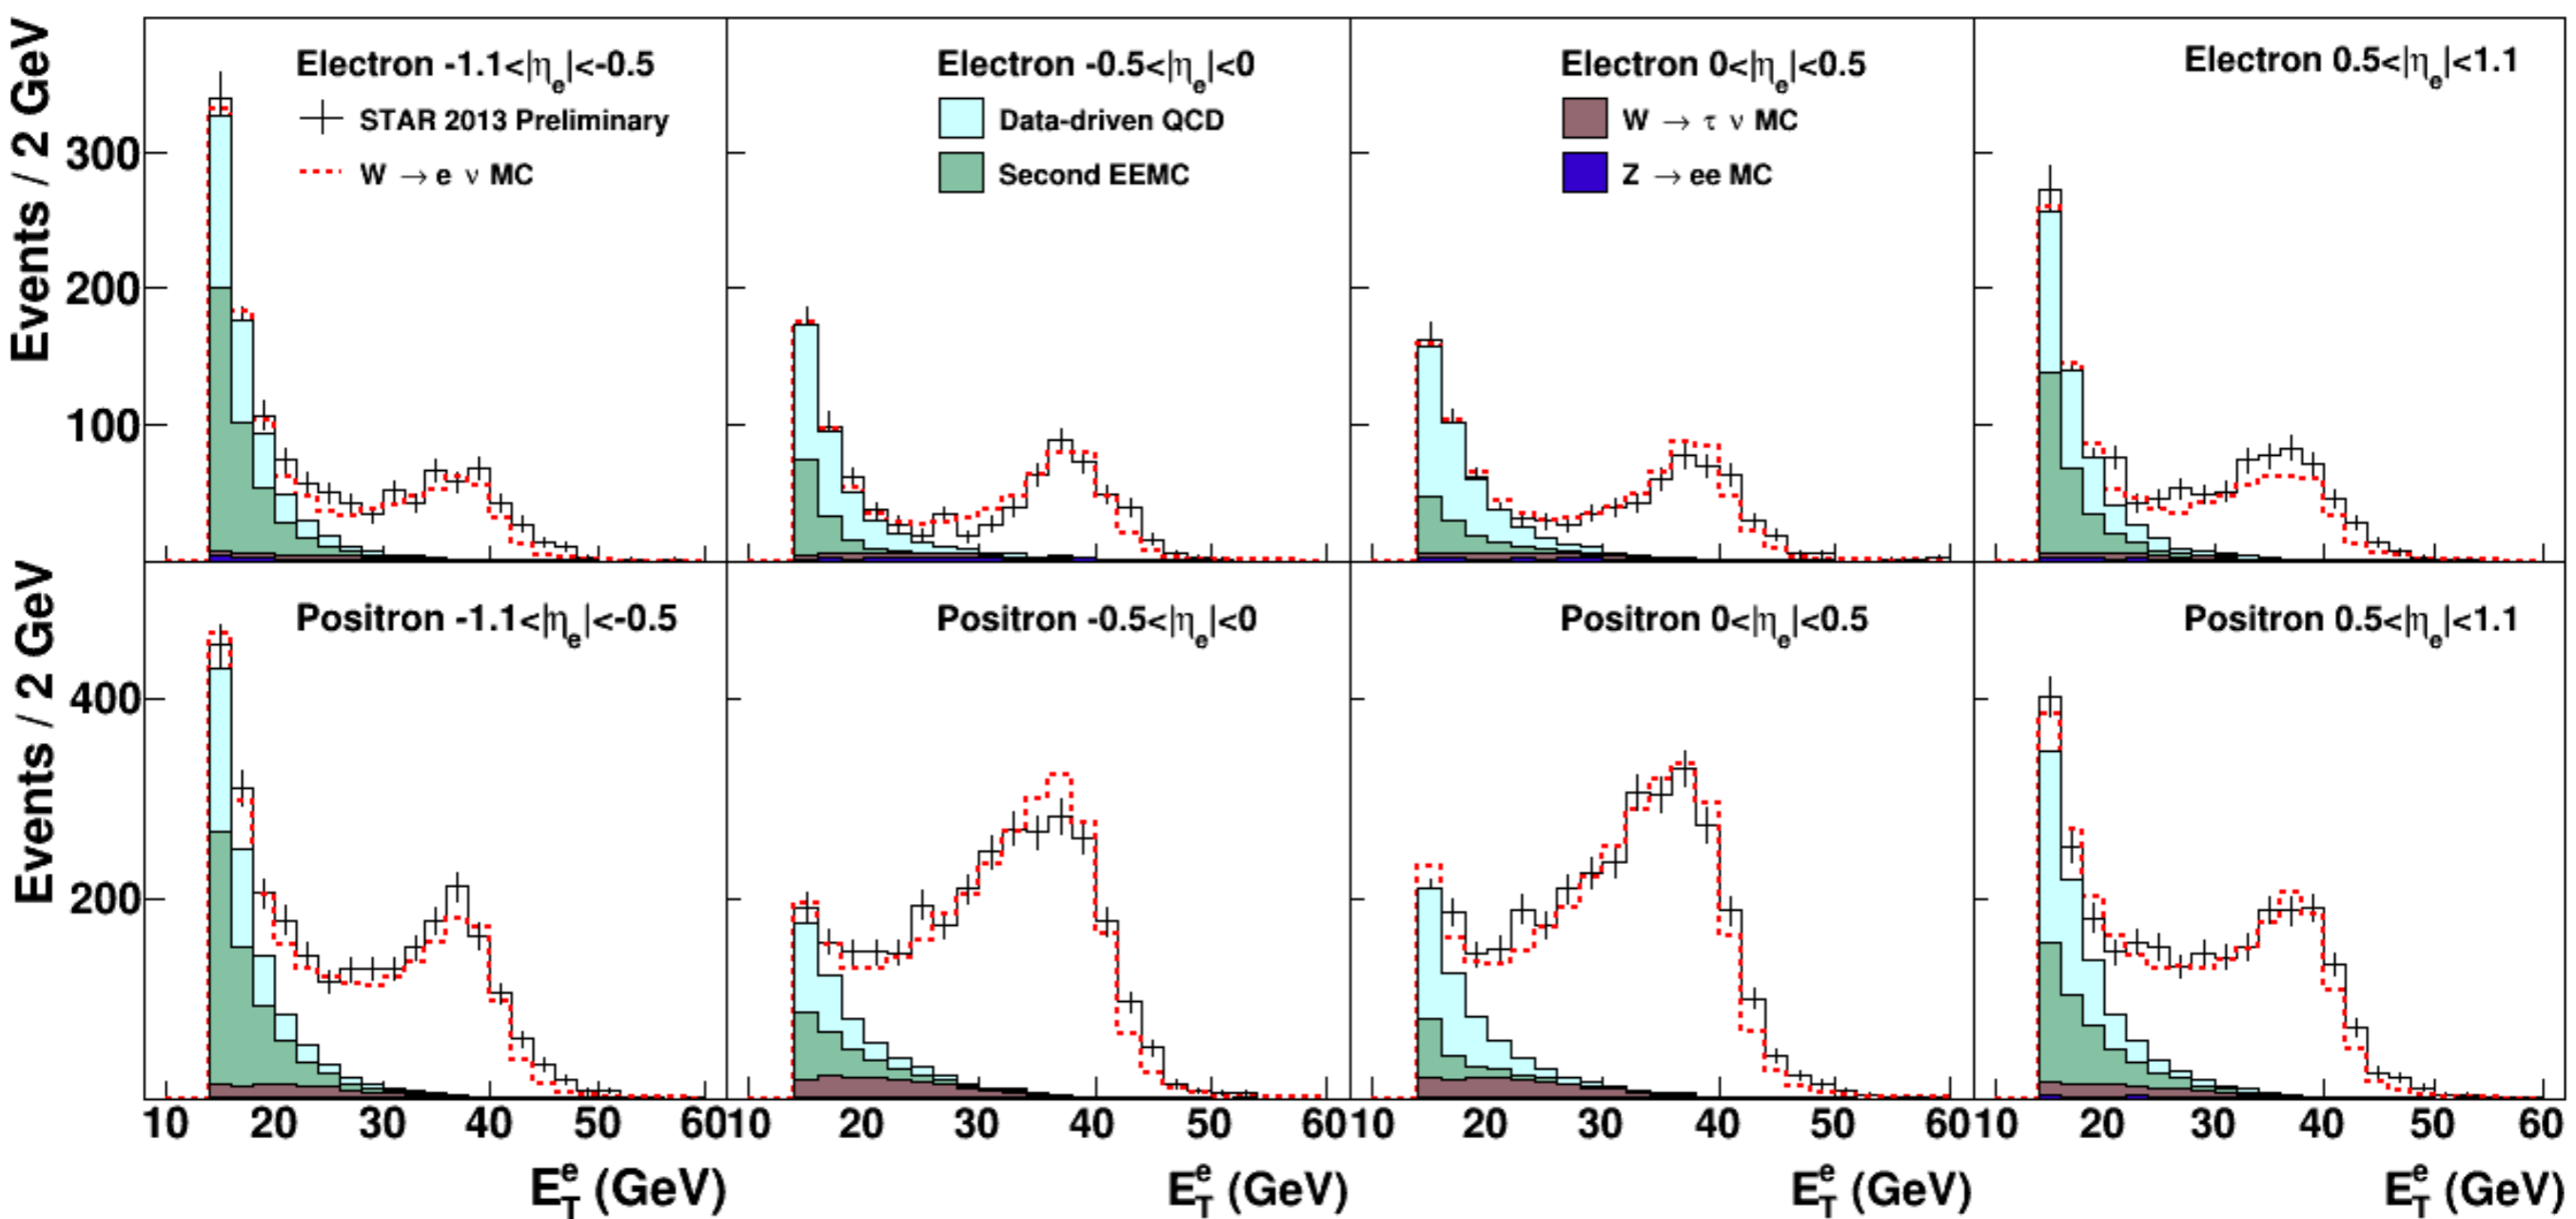 Events / 2 GeV
Electron -1.1<|η_e|<-0.5
STAR 2013 Preliminary
W → e ν MC
300
200
100
Electron -0.5<|η_e|<0
Data-driven QCD
Second EEMC
Electron 0<|η_e|<0.5
W → τ ν MC
Z → ee MC
Electron 0.5<|η_e|<1.1
Events / 2 GeV
Positron -1.1<|η_e|<-0.5
400
200
Positron -0.5<|η_e|<0
Positron 0<|η_e|<0.5
Positron 0.5<|η_e|<1.1
10 20 30 40 50 60
10 20 30 40 50 60
10 20 30 40 50 60
10 20 30 40 50 60
E_T^e (GeV)
E_T^e (GeV)
E_T^e (GeV)
E_T^e (GeV)